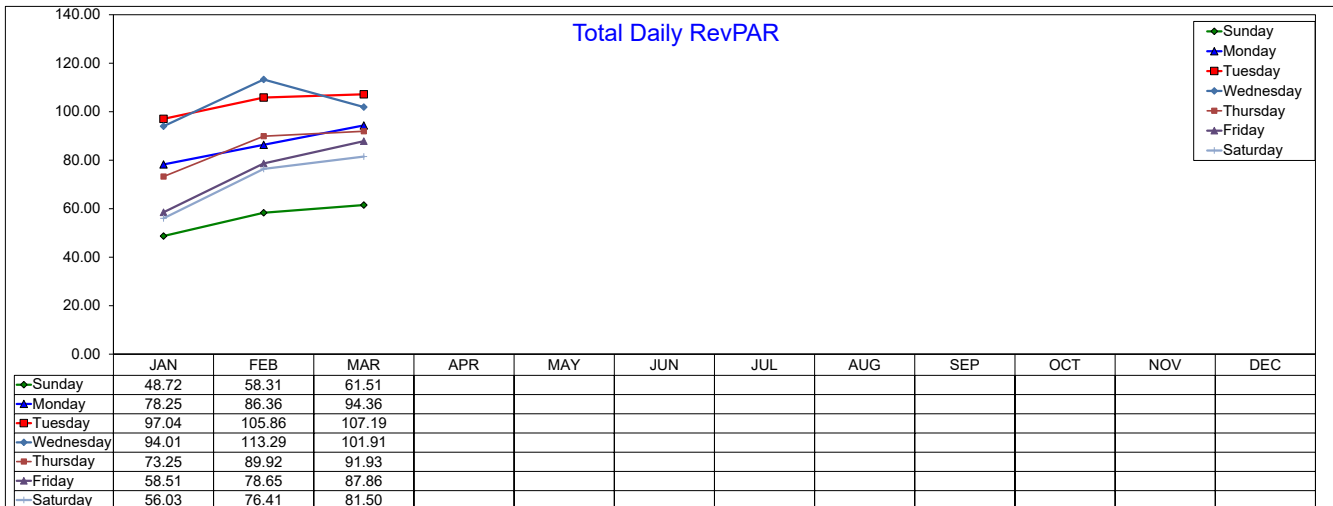 Total Daily RevPAR
140.00
120.00
100.00
80.00
60.00
40.00
20.00
0.00
Sunday
Monday
Tuesday
Wednesday
Thursday
Friday
Saturday
JAN FEB MAR APR MAY JUN JUL AUG SEP OCT NOV DEC
Sunday 48.72 58.31 61.51
Monday 78.25 86.36 94.36
Tuesday 97.04 105.86 107.19
Wednesday 94.01 113.29 101.91
Thursday 73.25 89.92 91.93
Friday 58.51 78.65 87.86
Saturday 56.03 76.41 81.50